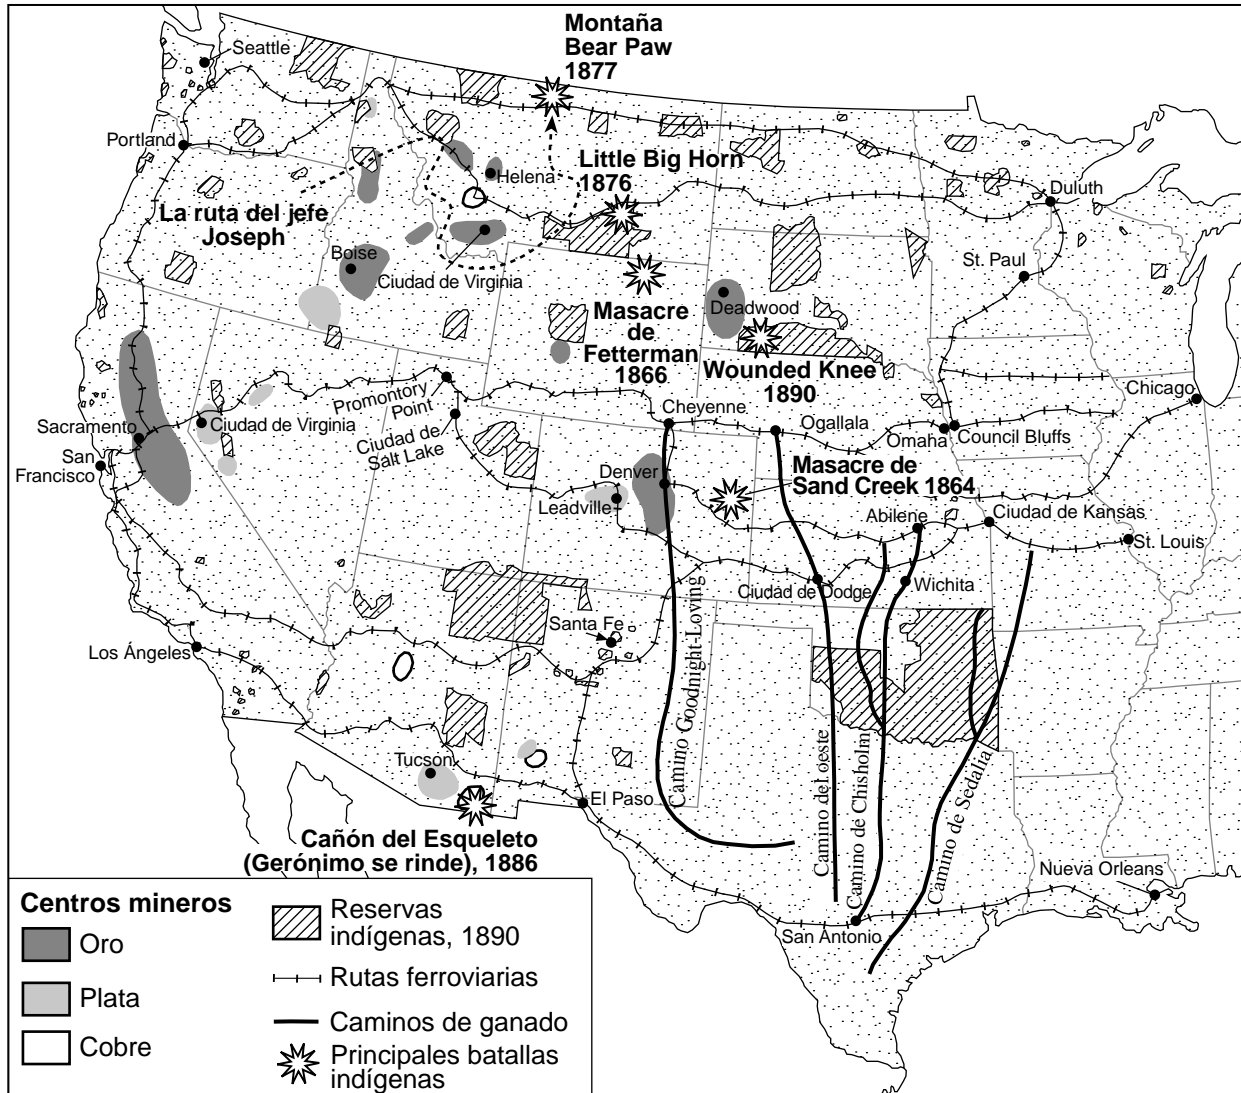 Montaña
Bear Paw
1877
Seattle
Portland
Little Big Horn
1876
Helena
Duluth
La ruta del jefe
Joseph
Boise
Ciudad de Virginia
St. Paul
Deadwood
Masacre
de
Fetterman
1866
Wounded Knee
1890
Chicago
Promontory
Point
Cheyenne
Ogallala
Omaha
Council Bluffs
Sacramento
Ciudad de Virginia
Ciudad de
Salt Lake
San
Francisco
Denver
Leadville
Masacre de
Sand Creek 1864
Abilene
Ciudad de Kansas
St. Louis
Ciudad de Dodge
Wichita
Santa Fe
Los Ángeles
Camino Goodnight-Loving
Camino del oeste
Camino de Chisholm
Camino de Sedalia
Tucson
El Paso
Cañón del Esqueleto
(Gerónimo se rinde), 1886
Nueva Orleans
San Antonio
Centros mineros
Oro
Plata
Cobre
Reservas
indígenas, 1890
Rutas ferroviarias
Caminos de ganado
Principales batallas
indígenas